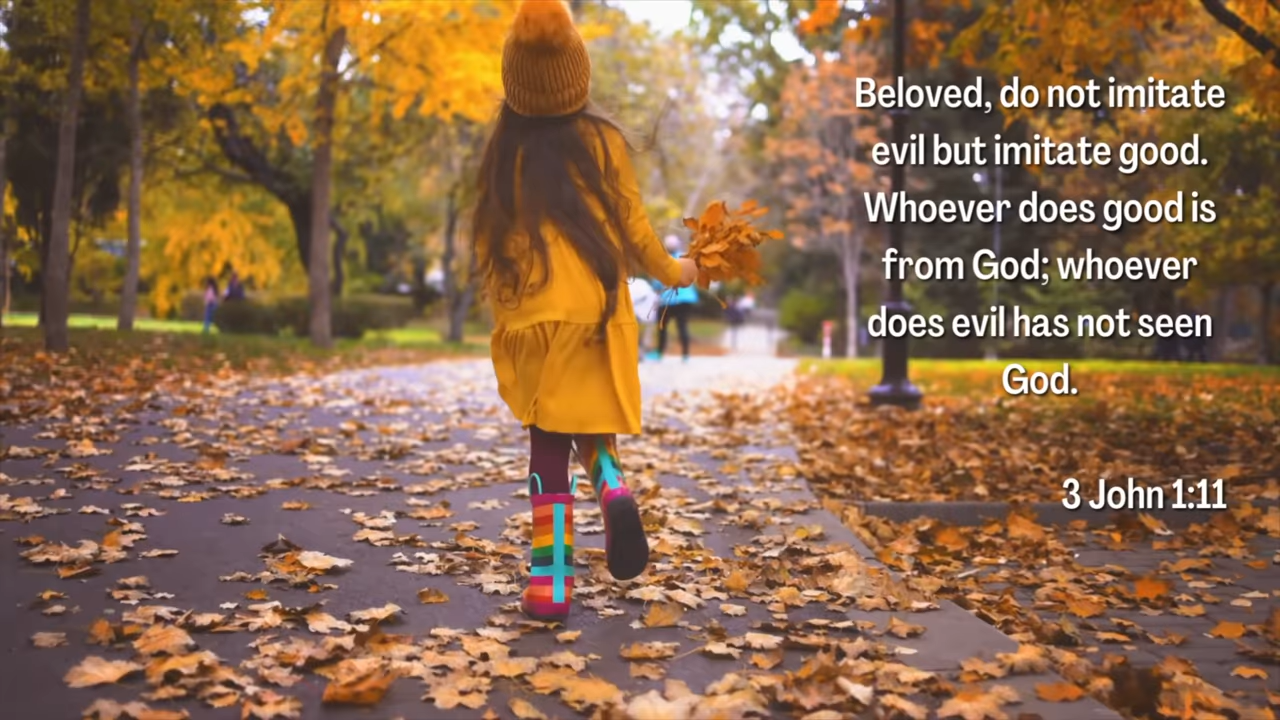 Beloved, do not imitate
evil but imitate good.
Whoever does good is
from God; whoever
does evil has not seen
God.
3 John 1:11